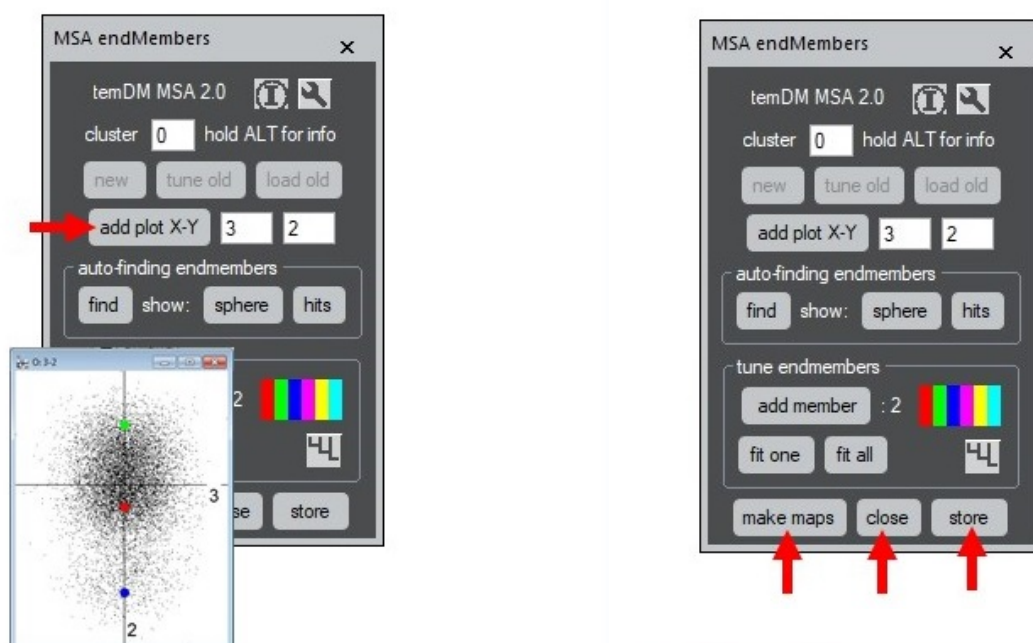 MSA endMembers x
temDM MSA 2.0
cluster 0 hold ALT for info
new tune old load old
add plot X-Y 3 2
auto-finding endmembers
find show: sphere hits
2
se store
O: 3-2
3
2
MSA endMembers x
temDM MSA 2.0
cluster 0 hold ALT for info
new tune old load old
add plot X-Y 3 2
auto-finding endmembers
find show: sphere hits
tune endmembers
add member : 2
fit one fit all
make maps close store